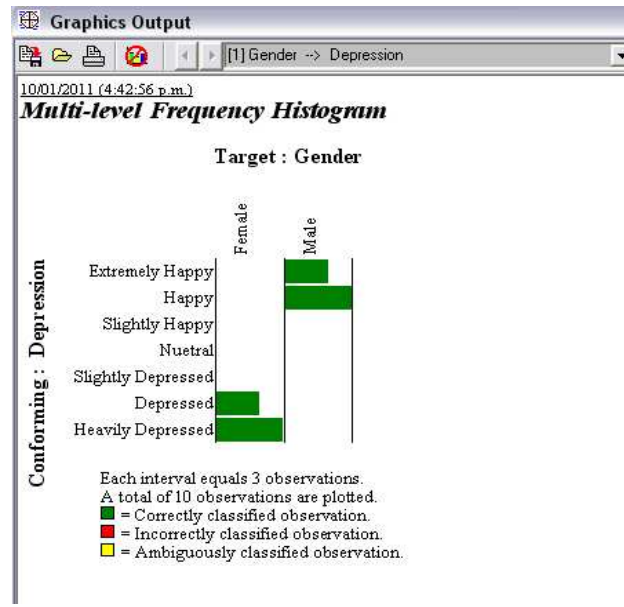 Graphics Output
[1] Gender --> Depression
10/01/2011 (4:42:56 p.m.)
Multi-level Frequency Histogram
Target : Gender
Female
Male
Conforming : Depression
Extremely Happy
Happy
Slightly Happy
Nuetral
Slightly Depressed
Depressed
Heavily Depressed
Each interval equals 3 observations.
A total of 10 observations are plotted.
= Correctly classified observation.
= Incorrectly classified observation.
= Ambiguously classified observation.